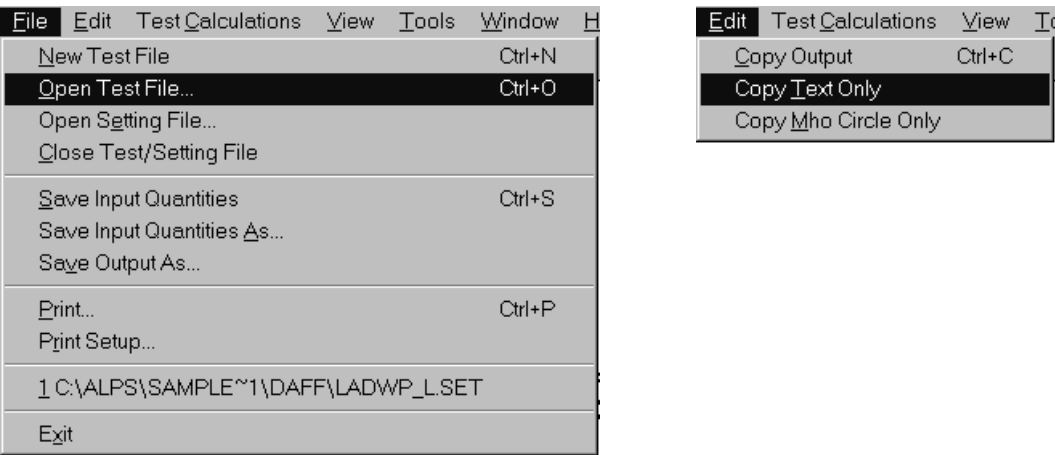 File Edit Test Calculations View Tools Window H
New Test File Ctrl+N
Open Test File... Ctrl+O
Open Setting File...
Close Test/Setting File
Save Input Quantities Ctrl+S
Save Input Quantities As...
Save Output As...
Print... Ctrl+P
Print Setup...
1 C:\ALPS\SAMPLE~1\DAFF\LADWP_L.SET
Exit
Edit Test Calculations View To
Copy Output Ctrl+C
Copy Text Only
Copy Mho Circle Only